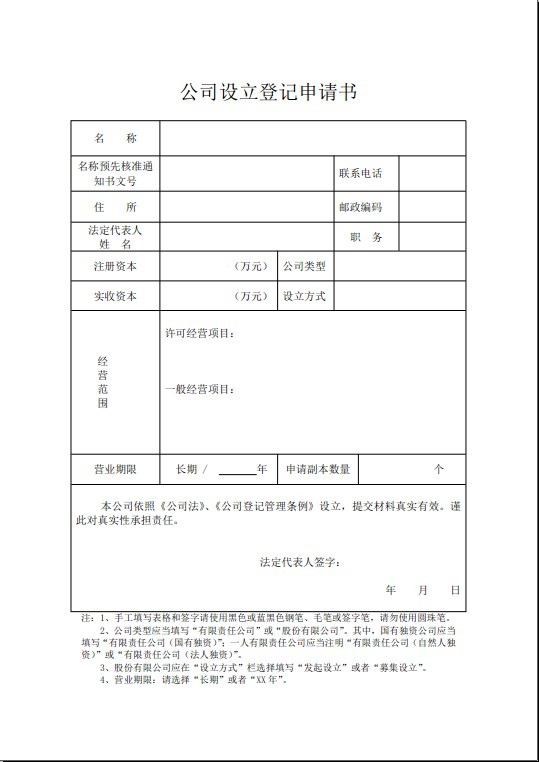 公司设立登记申请书
名 称
名称预先核准通
知书文号
联系电话
住 所
邮政编码
法定代表人
姓 名
职 务
注册资本
（万元）
公司类型
实收资本
（万元）
设立方式
经
营
范
围
许可经营项目：
一般经营项目：
营业期限
长期 / ______年
申请副本数量
个
本公司依照《公司法》、《公司登记管理条例》设立，提交材料真实有效。谨
此对真实性承担责任。
法定代表人签字：
年 月 日
注：1、手工填写表格和签字请使用黑色或蓝黑色钢笔、毛笔或签字笔，请勿使用圆珠笔。
2、公司类型应当填写“有限责任公司”或“股份有限公司”。其中，国有独资公司应当
填写“有限责任公司（国有独资）”；一人有限责任公司应当注明“有限责任公司（自然人独
资）”或“有限责任公司（法人独资）”。
3、股份有限公司应在“设立方式”栏选择填写“发起设立”或者“募集设立”。
4、营业期限：请选择“长期”或者“XX 年”。